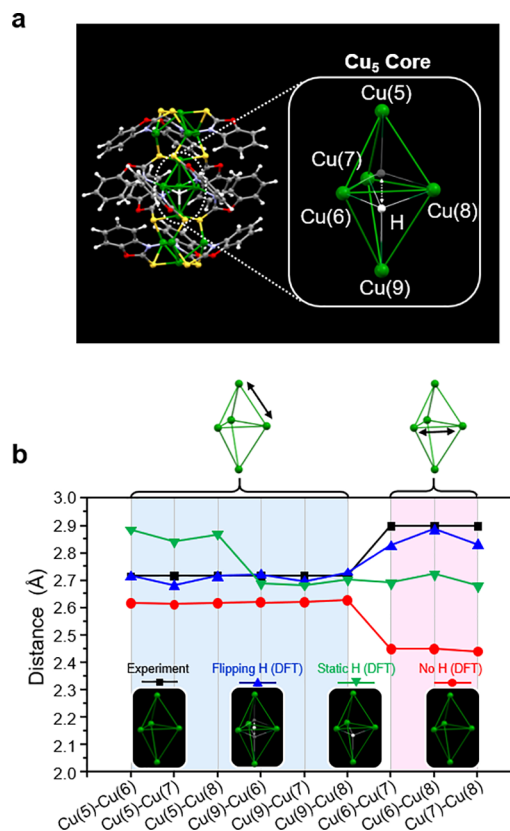 a
Cu₅ Core
Cu(5)
Cu(7)
Cu(6)
Cu(8)
H
Cu(9)
b
3.0
2.9
2.8
2.7
2.6
2.5
2.4
2.3
2.2
2.1
2.0
Distance (Å)
Experiment Flipping H (DFT) Static H (DFT) No H (DFT)
Cu(5)-Cu(6)
Cu(5)-Cu(7)
Cu(5)-Cu(8)
Cu(9)-Cu(6)
Cu(9)-Cu(7)
Cu(9)-Cu(8)
Cu(6)-Cu(7)
Cu(6)-Cu(8)
Cu(7)-Cu(8)